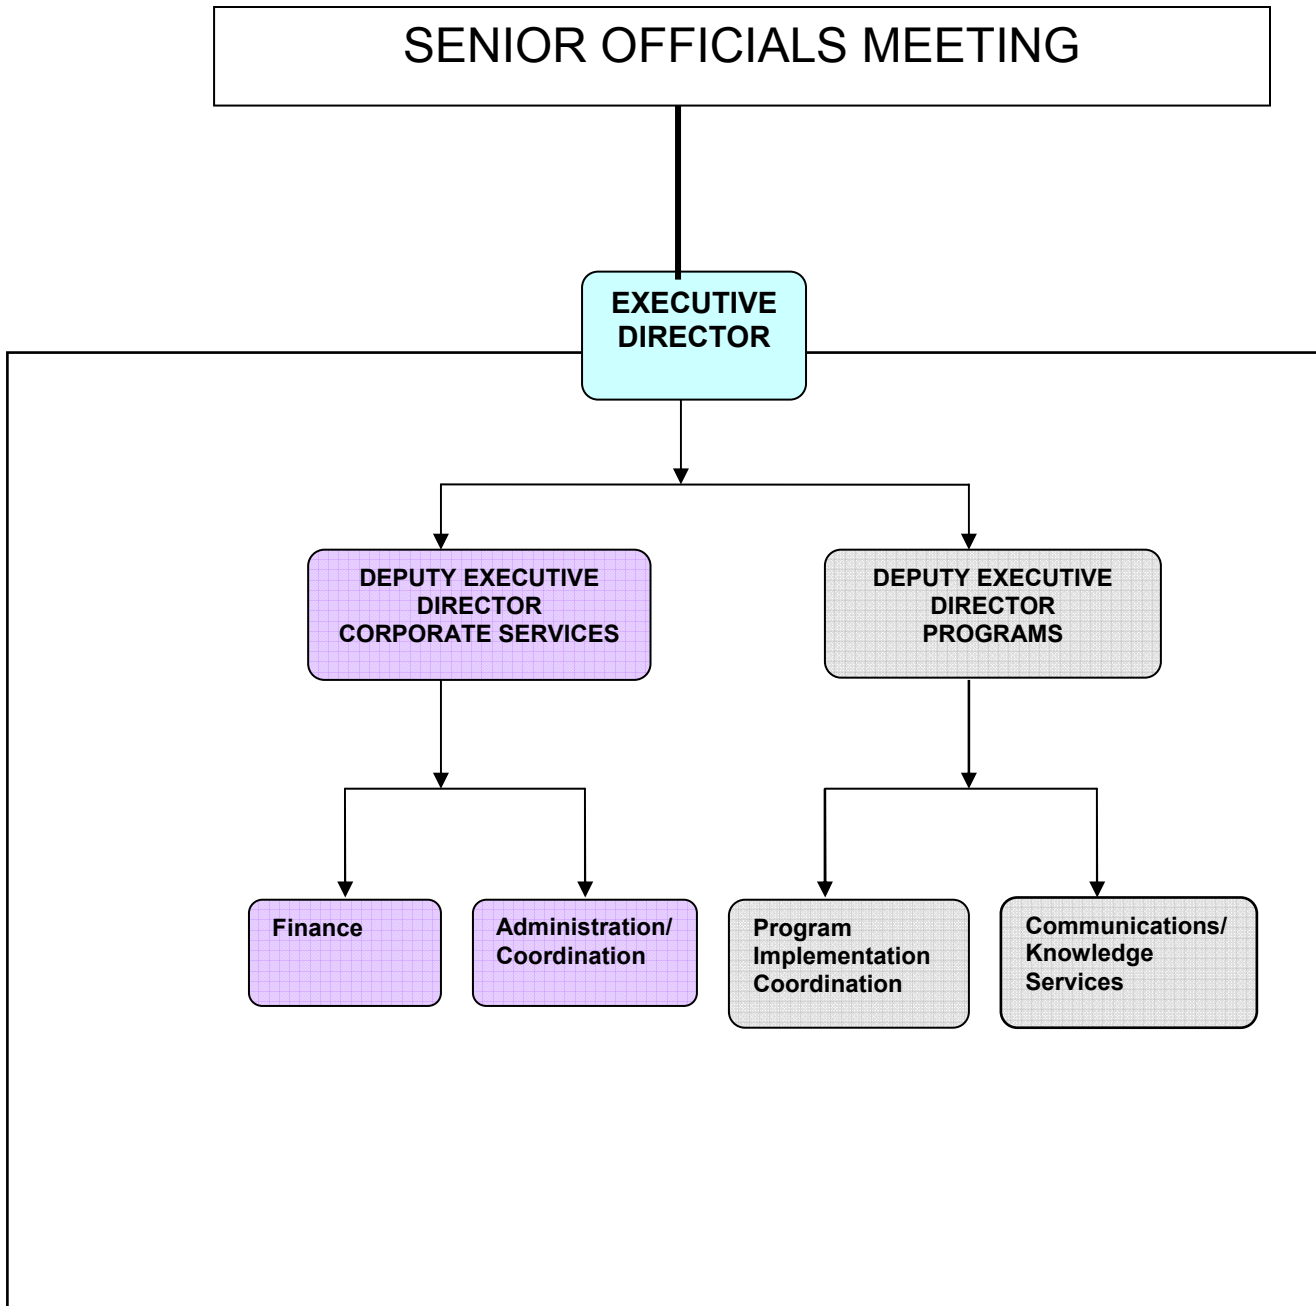 SENIOR OFFICIALS MEETING
EXECUTIVE
DIRECTOR
DEPUTY EXECUTIVE
DIRECTOR
CORPORATE SERVICES
DEPUTY EXECUTIVE
DIRECTOR
PROGRAMS
Finance
Administration/
Coordination
Program
Implementation
Coordination
Communications/
Knowledge
Services